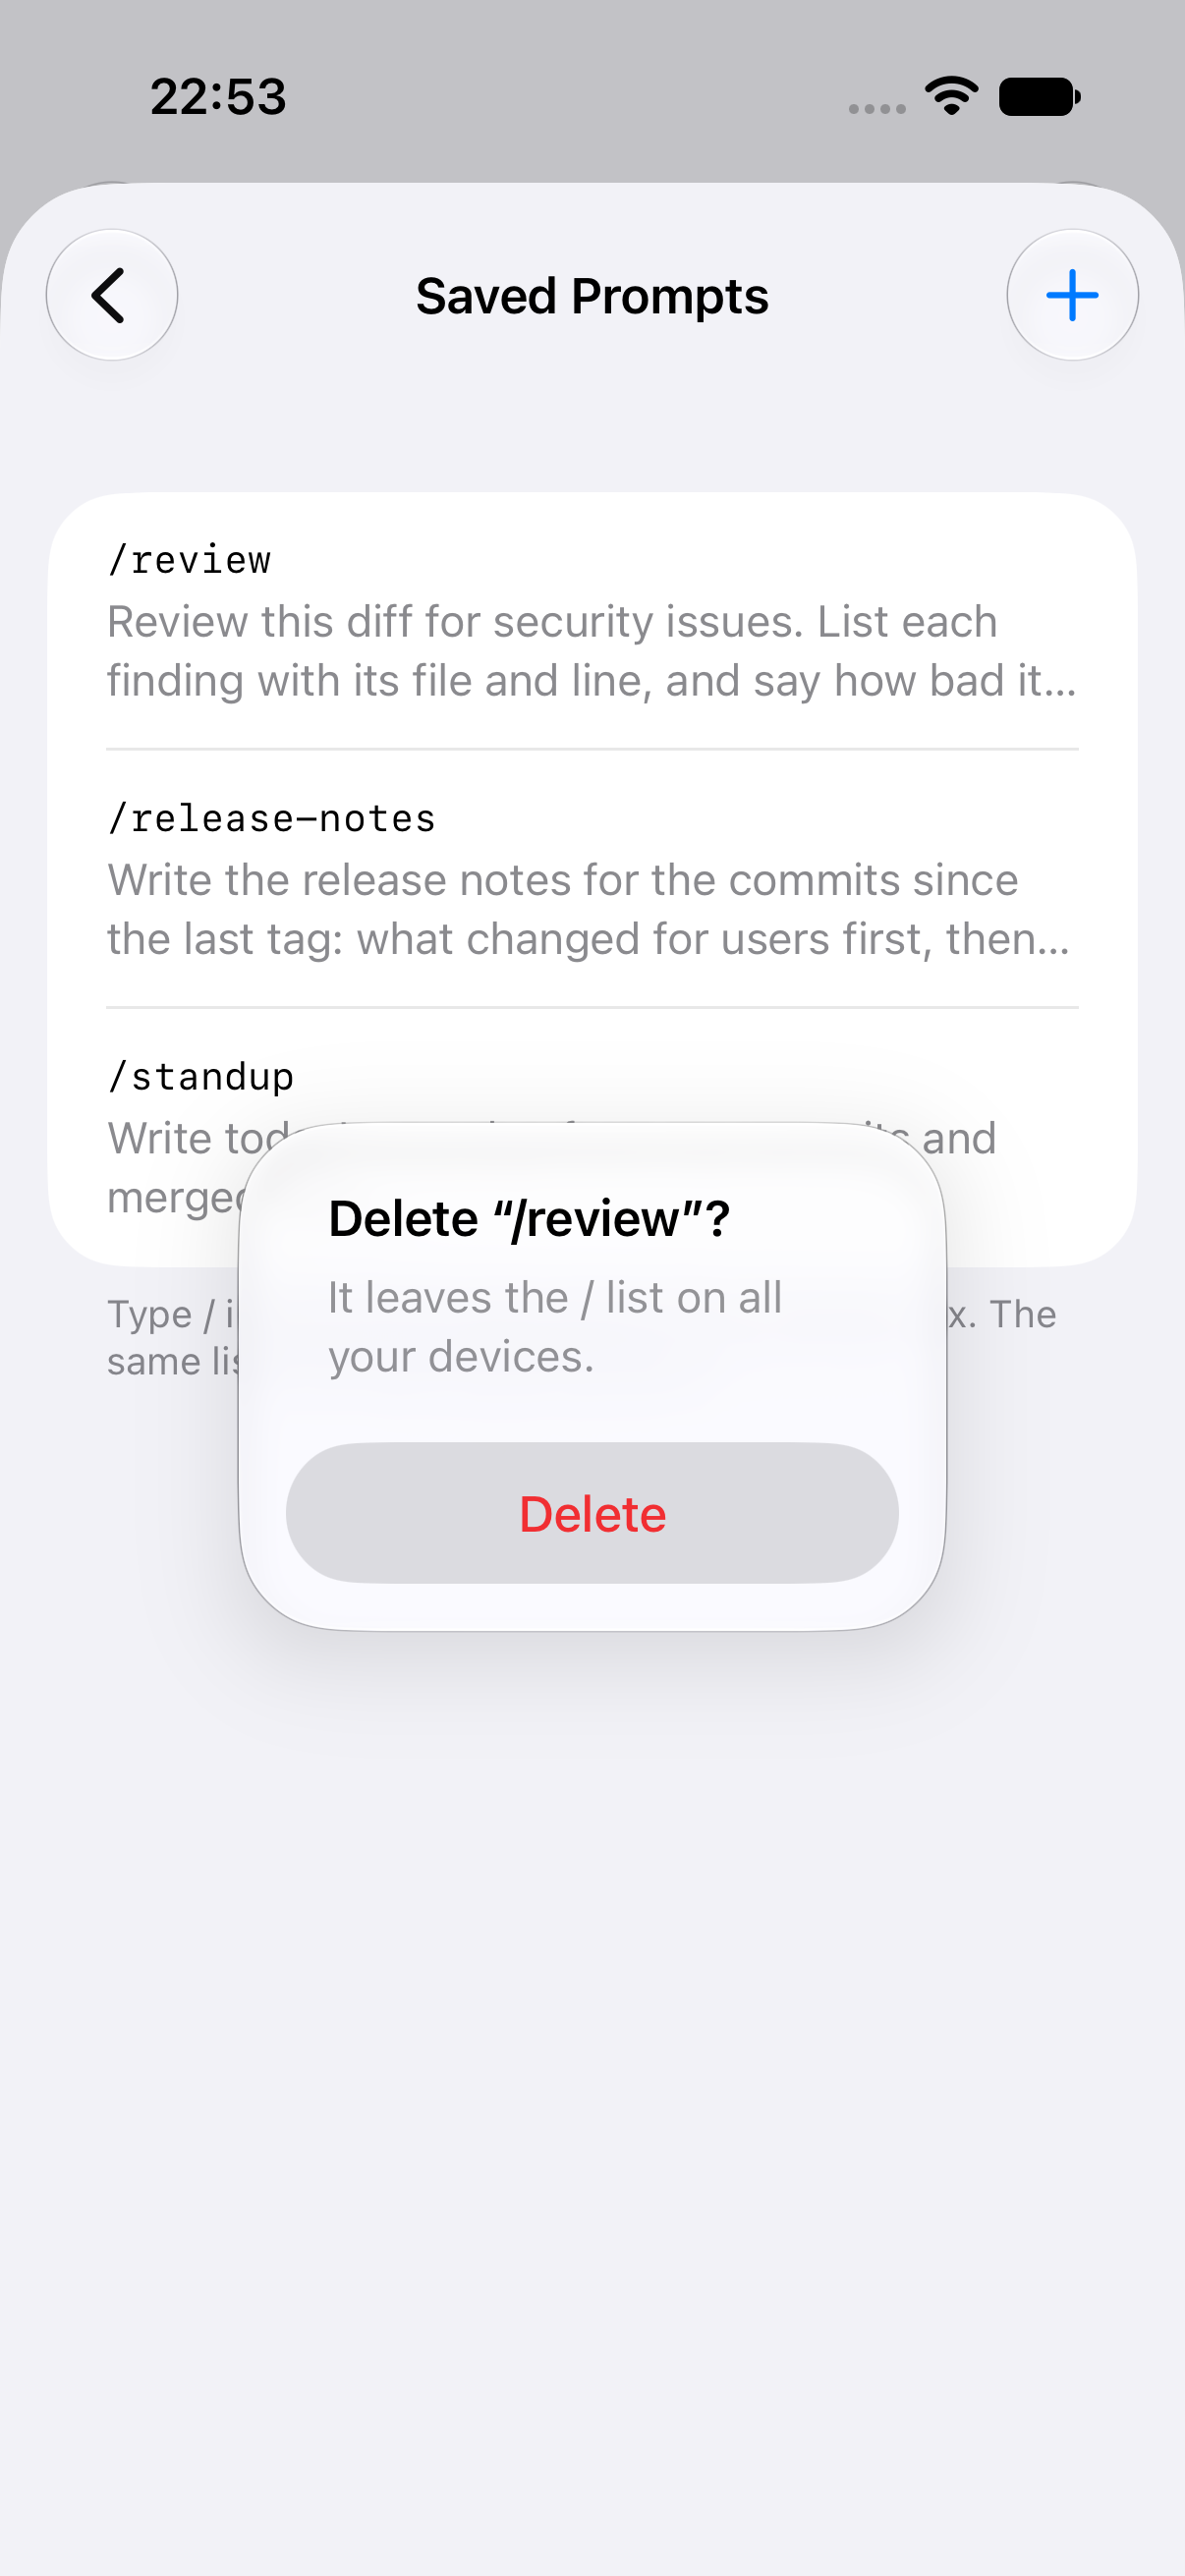 22:53
Saved Prompts
/review
Review this diff for security issues. List each
finding with its file and line, and say how bad it...
/release-notes
Write the release notes for the commits since
the last tag: what changed for users first, then...
/standup
Write and
Delete “/review”?
It leaves the / list on all
your devices.
Type / The
same
Delete